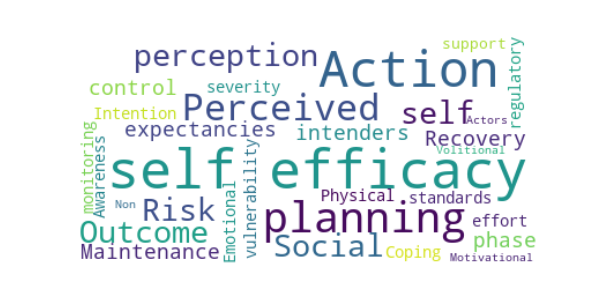 support
perception
Action
regulatory
control
severity
Intention
Perceived
self
Actors
expectancies
intenders
Recovery
monitoring
Awareness
self efficacy
Volitional
vulnerability
Emotional
Non
Risk
Physical
standards
planning
effort
Outcome
Social
phase
Maintenance
Coping
Motivational